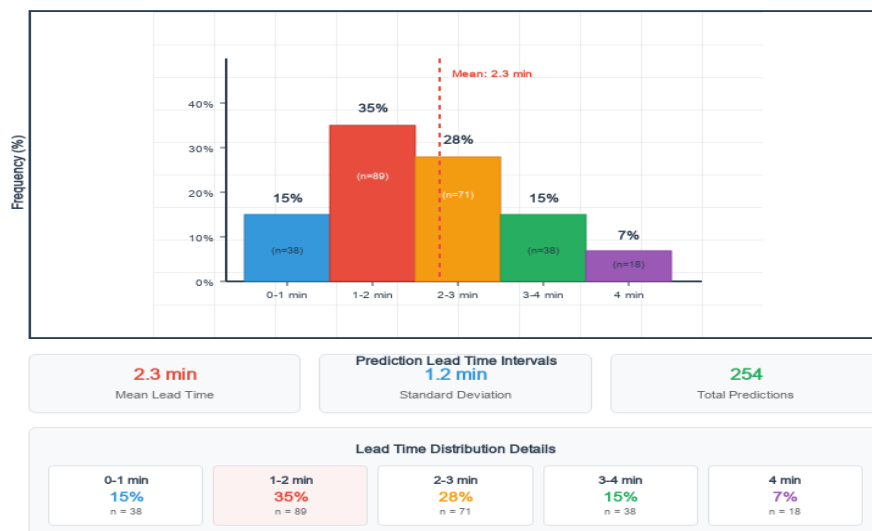 Mean: 2.3 min
40%
30%
20%
10%
0%
Frequency (%)
15%
35%
28%
15%
7%
(n=38)
(n=89)
(n=71)
(n=38)
(n=18)
0-1 min
1-2 min
2-3 min
3-4 min
4 min
Prediction Lead Time Intervals
2.3 min
Mean Lead Time
1.2 min
Standard Deviation
254
Total Predictions
Lead Time Distribution Details
0-1 min
15%
n = 38
1-2 min
35%
n = 89
2-3 min
28%
n = 71
3-4 min
15%
n = 38
4 min
7%
n = 18